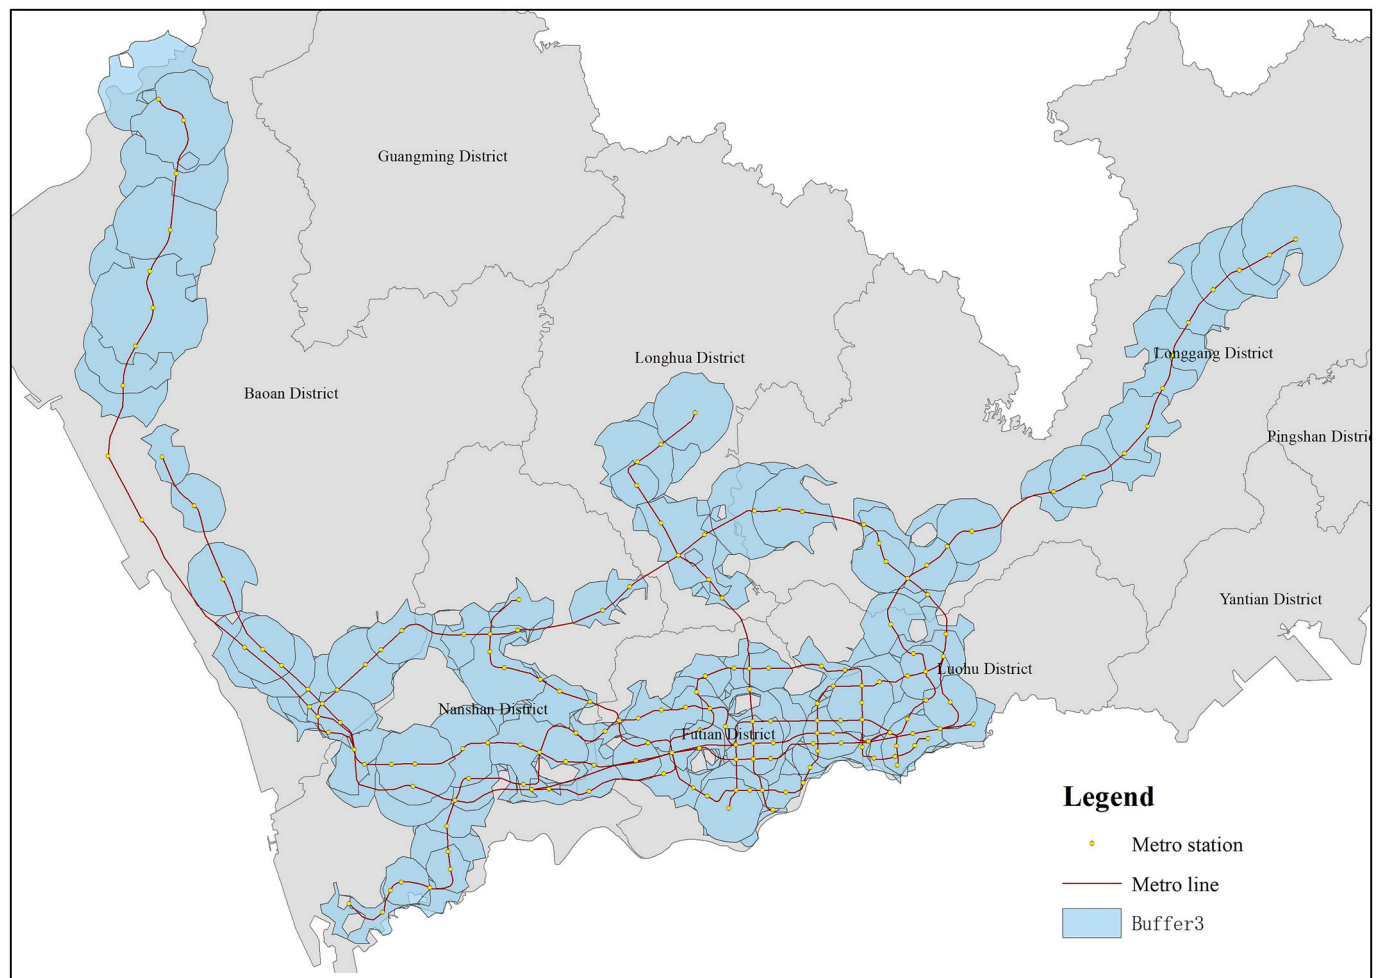 Guangming District
Longhua District
Longgang District
Baoan District
Pingshan Distric
Yantian District
Luohu District
Nanshan District
Futian District
Legend
Metro station
Metro line
Buffer3